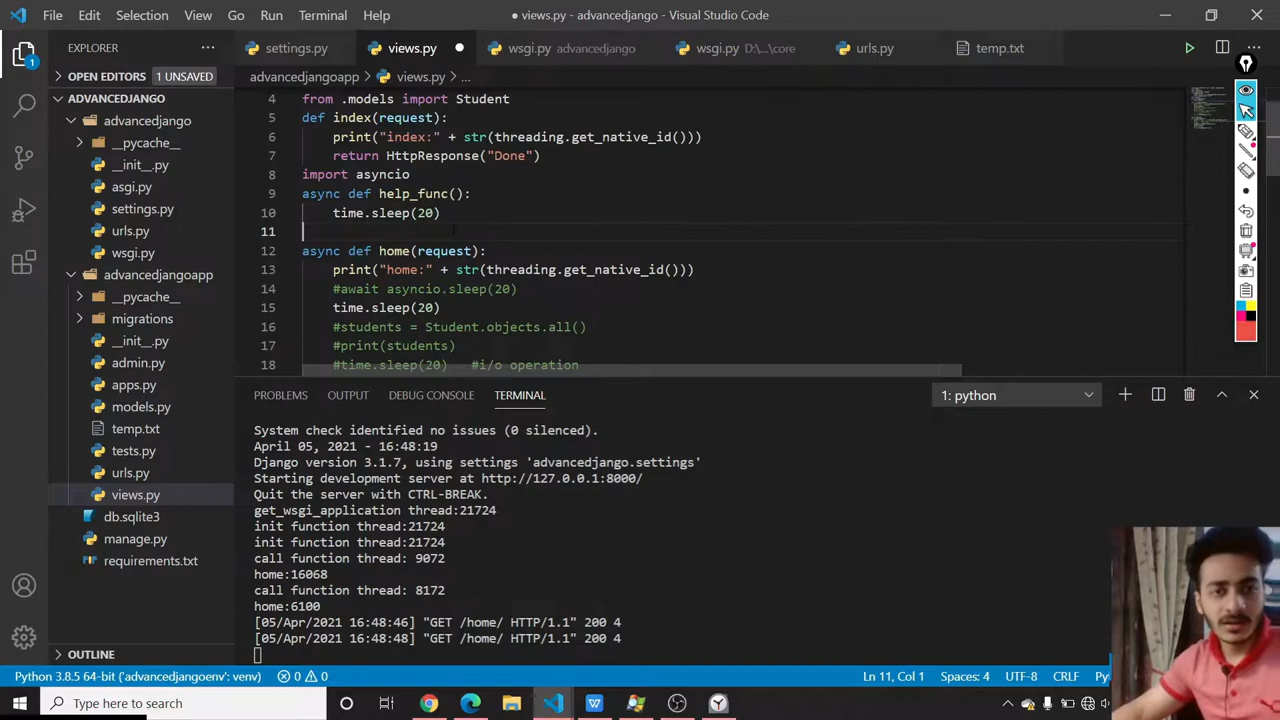 File Edit Selection View Go Run Terminal Help
● views.py - advancedjango - Visual Studio Code
EXPLORER
OPEN EDITORS 1 UNSAVED
ADVANCEDJANGO
advancedjango
__pycache__
__init__.py
asgi.py
settings.py
urls.py
wsgi.py
advancedjangoapp
__pycache__
migrations
__init__.py
admin.py
apps.py
models.py
temp.txt
tests.py
urls.py
views.py
db.sqlite3
manage.py
requirements.txt
OUTLINE
1
settings.py views.py ● wsgi.py advancedjango wsgi.py D:\...\core urls.py temp.txt
advancedjangoapp > views.py > ...
4 from .models import Student
5 def index(request):
6 print("index:" + str(threading.get_native_id()))
7 return HttpResponse("Done")
8 import asyncio
9 async def help_func():
10 time.sleep(20)
11
12 async def home(request):
13 print("home:" + str(threading.get_native_id()))
14 #await asyncio.sleep(20)
15 time.sleep(20)
16 #students = Student.objects.all()
17 #print(students)
18 #time.sleep(20) #i/o operation
PROBLEMS OUTPUT DEBUG CONSOLE TERMINAL
1: python
System check identified no issues (0 silenced).
April 05, 2021 - 16:48:19
Django version 3.1.7, using settings 'advancedjango.settings'
Starting development server at http://127.0.0.1:8000/
Quit the server with CTRL-BREAK.
get_wsgi_application thread:21724
init function thread:21724
init function thread:21724
call function thread: 9072
home:16068
call function thread: 8172
home:6100
[05/Apr/2021 16:48:46] "GET /home/ HTTP/1.1" 200 4
[05/Apr/2021 16:48:48] "GET /home/ HTTP/1.1" 200 4
Python 3.8.5 64-bit ('advancedjangoenv': venv) 0 0 Ln 11, Col 1 Spaces: 4 UTF-8 CRLF Py
Type here to search